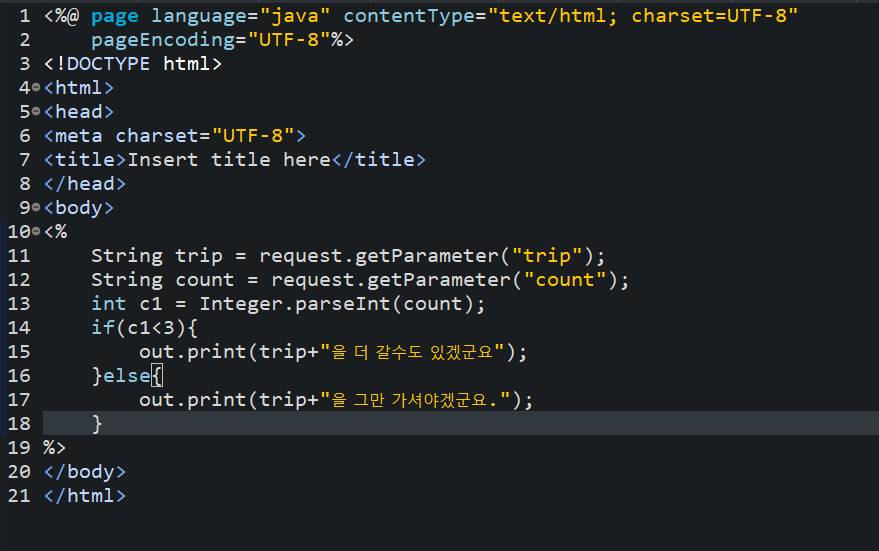 1 <%@ page language="java" contentType="text/html; charset=UTF-8"
2     pageEncoding="UTF-8"%>
3 <!DOCTYPE html>
4 <html>
5 <head>
6 <meta charset="UTF-8">
7 <title>Insert title here</title>
8 </head>
9 <body>
10 <%
11     String trip = request.getParameter("trip");
12     String count = request.getParameter("count");
13     int c1 = Integer.parseInt(count);
14     if(c1<3){
15         out.print(trip+"을 더 갈수도 있겠군요");
16     }else{
17         out.print(trip+"을 그만 가셔야겠군요.");
18     }
19 %>
20 </body>
21 </html>